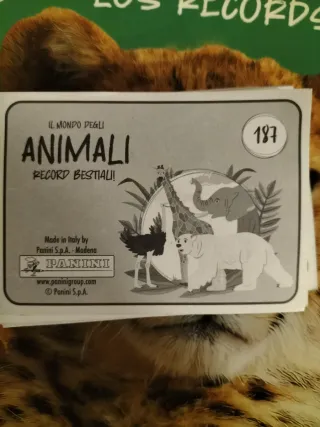 LOS RECORDS
IL MONDO DEGLI
ANIMALI
RECORD BESTIALI!
187
Made in Italy by
Panini S.p.A. - Modena
PANINI
www.paninigroup.com
© Panini S.p.A.